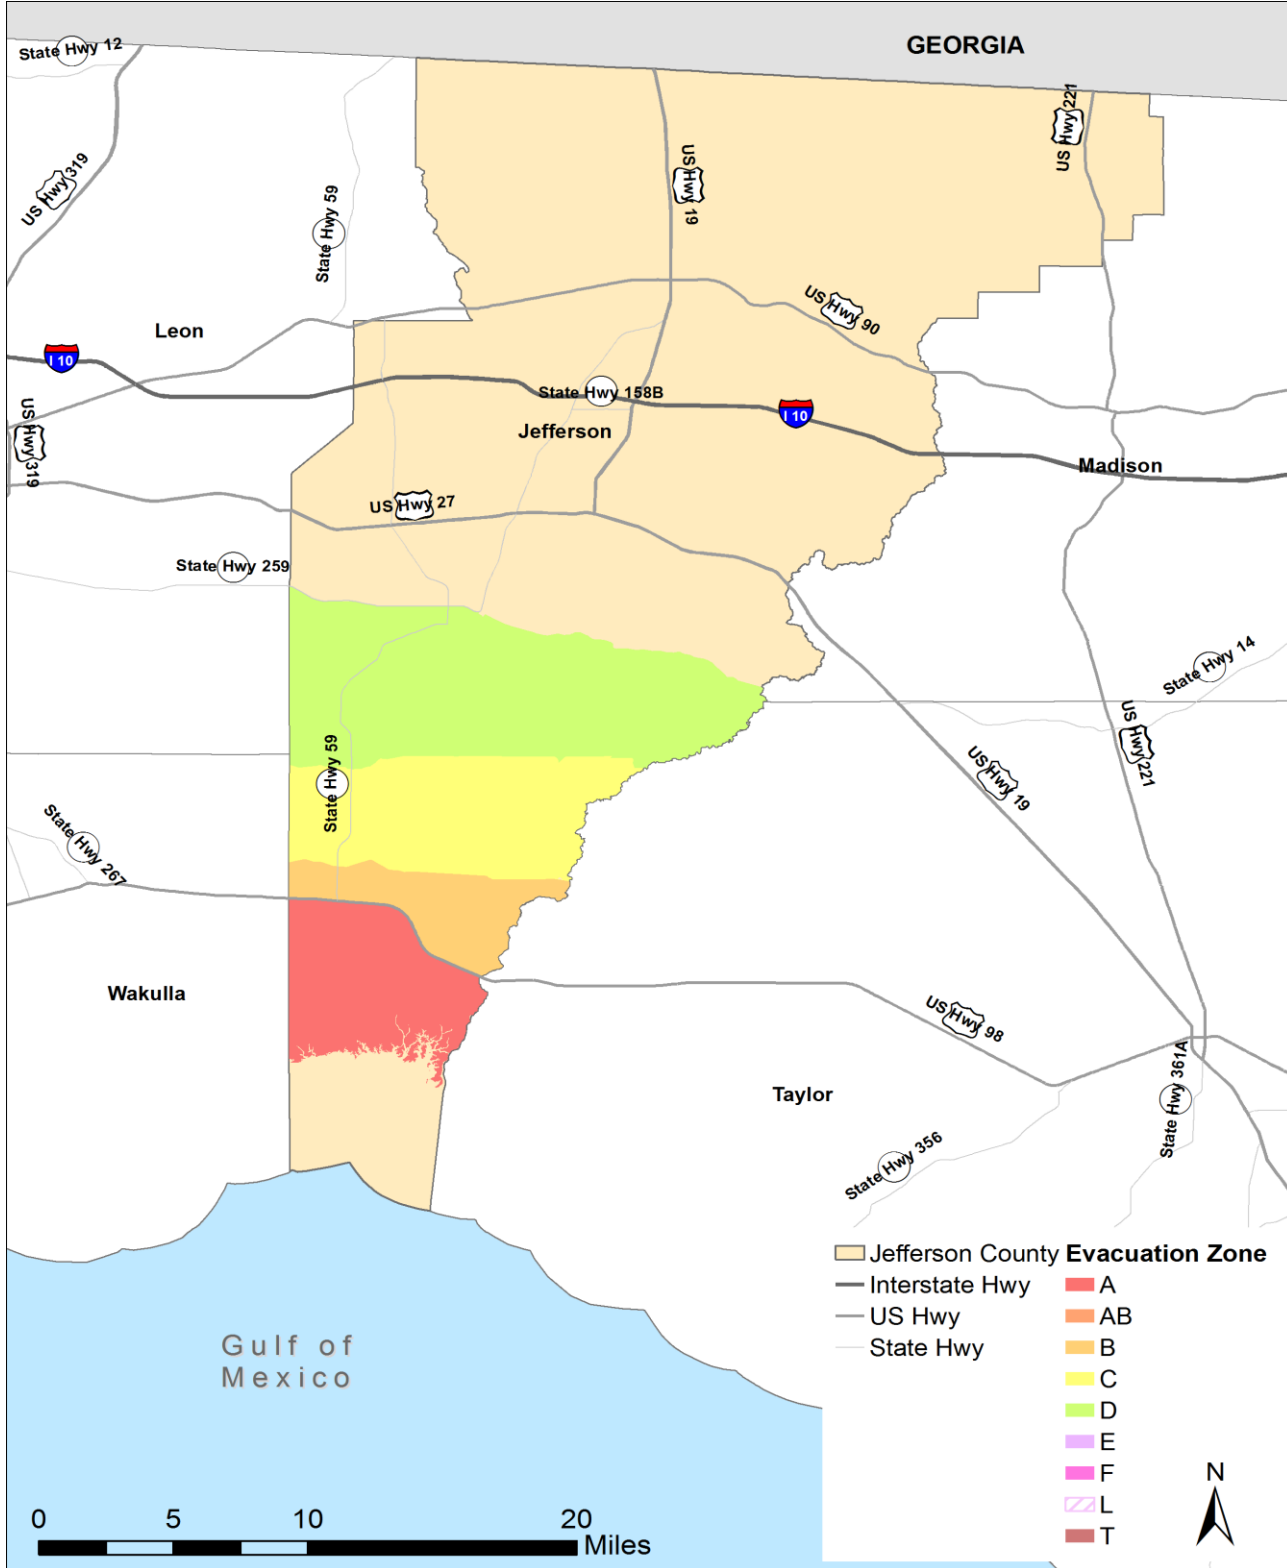 GEORGIA
State Hwy 12
US Hwy 221
US Hwy 319
US Hwy 19
State Hwy 59
US Hwy 90
Leon
I 10
State Hwy 158B
I 10
US Hwy 319
Jefferson
Madison
US Hwy 27
State Hwy 259
State Hwy 14
US Hwy 221
State Hwy 59
US Hwy 19
State Hwy 267
Wakulla
US Hwy 98
Taylor
State Hwy 361A
State Hwy 356
Jefferson County
Interstate Hwy
US Hwy
State Hwy
Evacuation Zone
A
AB
B
C
D
E
F
L
T
Gulf of
Mexico
N
0 5 10 20
Miles